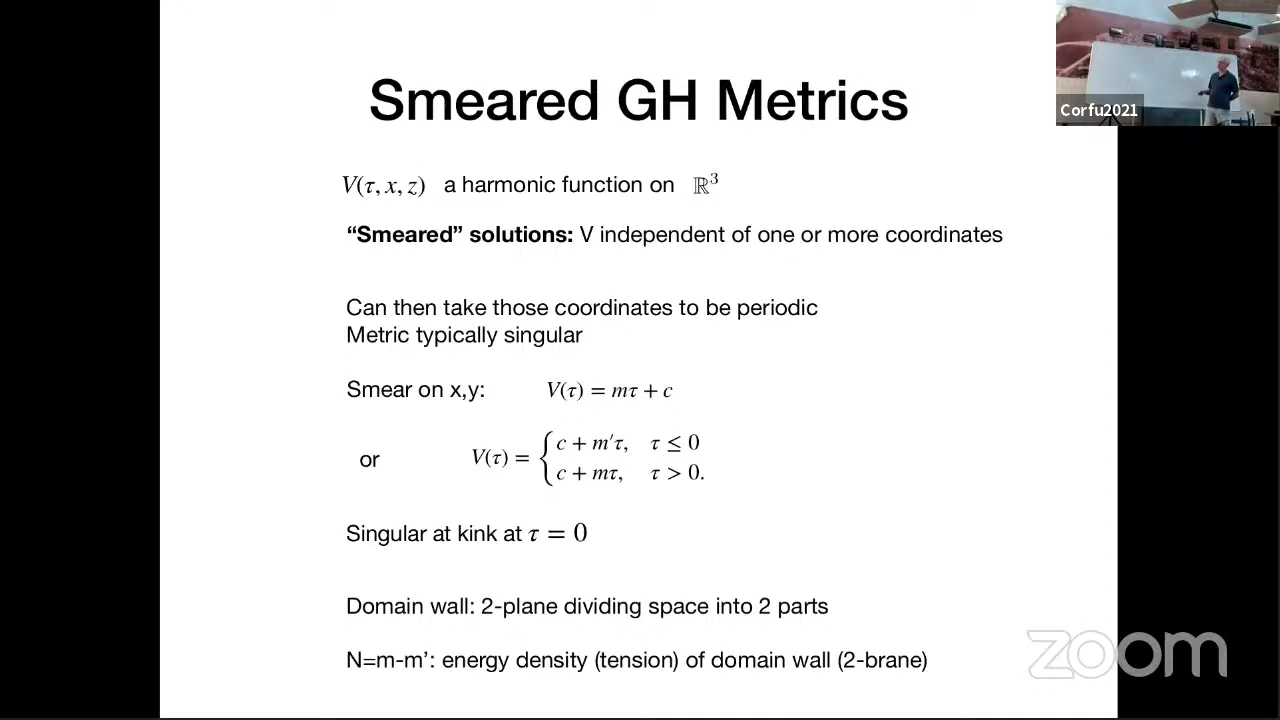 Smeared GH Metrics
Corfu2021
V(τ, x, z) a harmonic function on ℝ³
“Smeared” solutions: V independent of one or more coordinates
Can then take those coordinates to be periodic
Metric typically singular
Smear on x,y: V(τ) = mτ + c
or V(τ) = { c + m′τ, τ ≤ 0
c + mτ, τ > 0.
Singular at kink at τ = 0
Domain wall: 2-plane dividing space into 2 parts
N=m-m’: energy density (tension) of domain wall (2-brane)
zoom